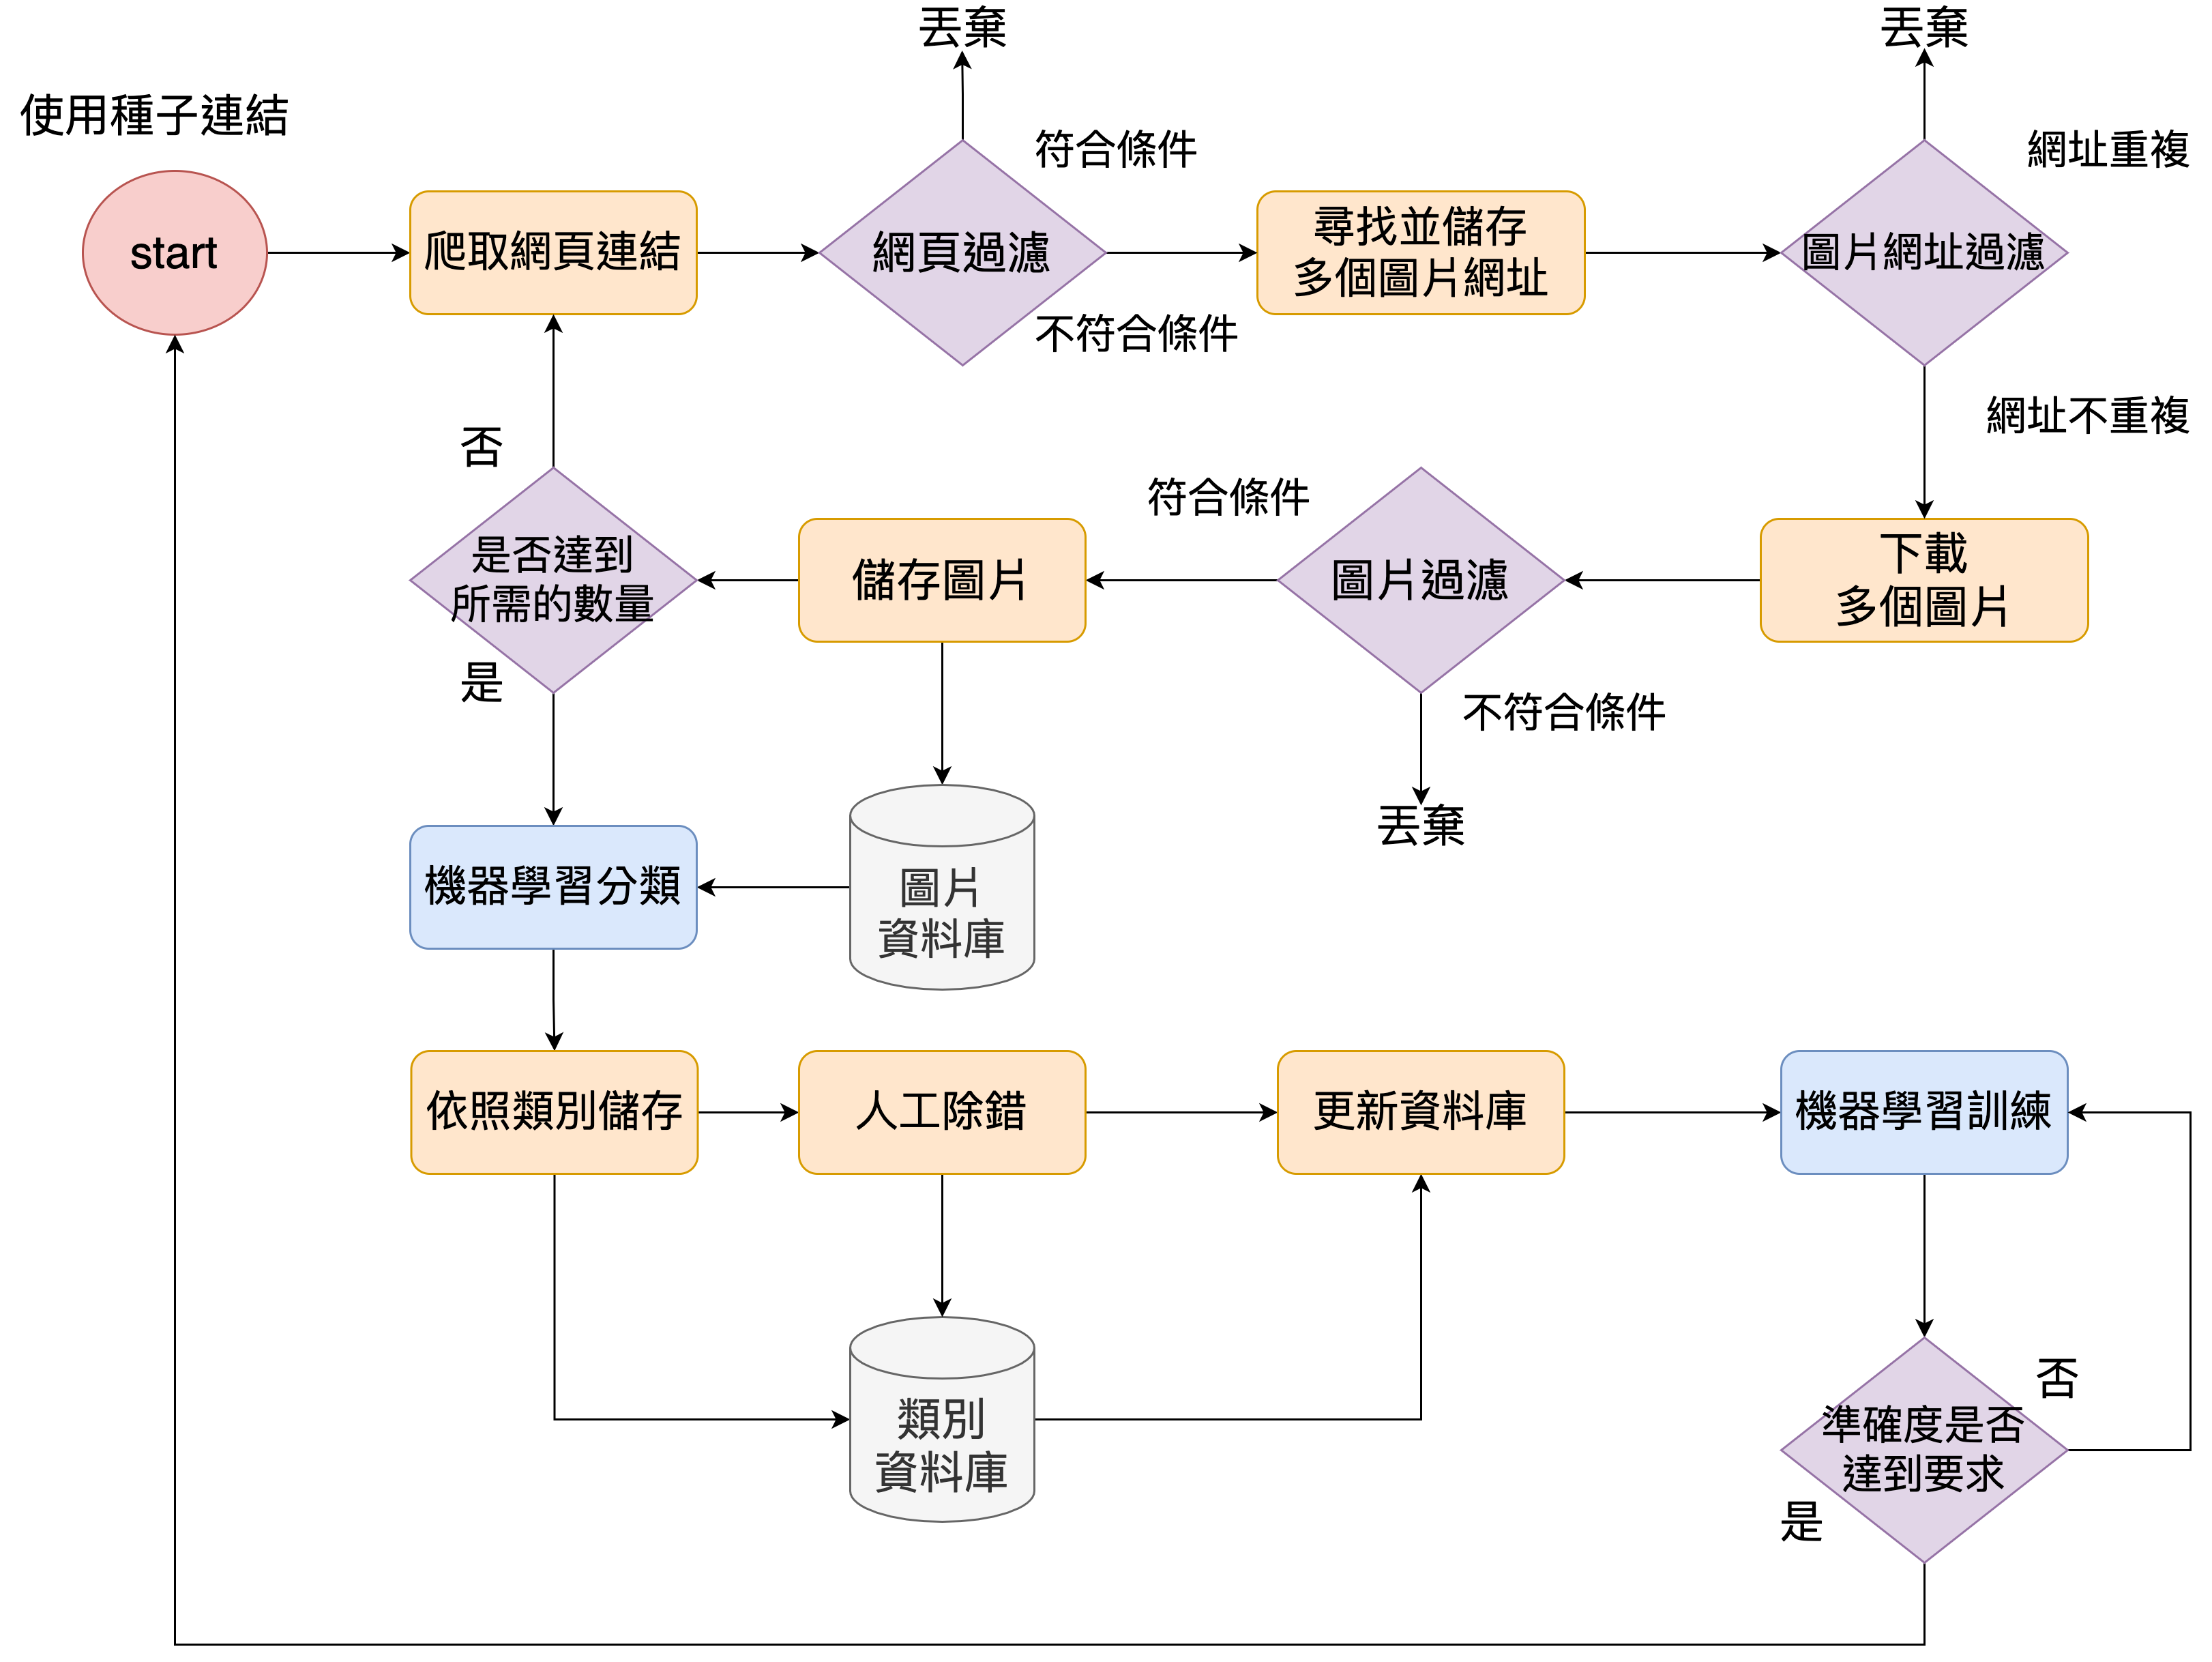 丟棄
丟棄
使用種子連結
符合條件
網址重複
start
爬取網頁連結
網頁過濾
尋找並儲存
多個圖片網址
圖片網址過濾
不符合條件
網址不重複
否
符合條件
是否達到
所需的數量
儲存圖片
圖片過濾
下載
多個圖片
是
不符合條件
丟棄
機器學習分類
圖片
資料庫
依照類別儲存
人工除錯
更新資料庫
機器學習訓練
否
類別
資料庫
準確度是否
達到要求
是